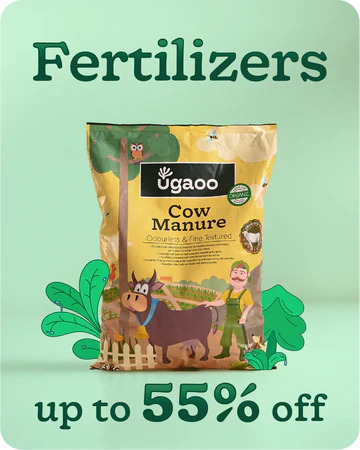 Fertilizers
ugaoo
ORGANIC
Cow
Manure
Odourless & Fine Textured
up to 55% off